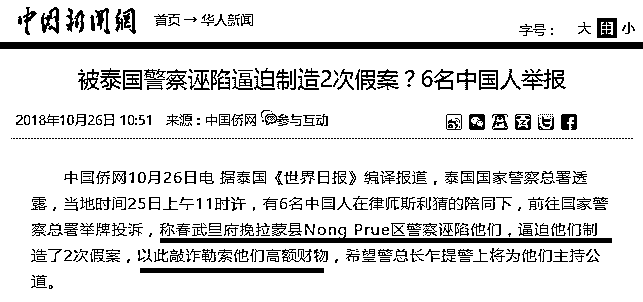 中国新闻網 首页→华人新闻
字号： 大 中 小
被泰国警察诬陷逼迫制造2次假案？6名中国人举报
2018年10月26日 10:51 来源：中国侨网 参与互动
中国侨网10月26日电 据泰国《世界日报》编译报道，泰国国家警察总署透
露，当地时间25日上午11时许，有6名中国人在律师斯利猜的陪同下，前往国家警
察总署举牌投诉，称春武里府挽拉蒙县Nong Prue区警察诬陷他们，逼迫他们制
造了2次假案，以此敲诈勒索他们高额财物，希望警总长乍提警上将为他们主持公
道。